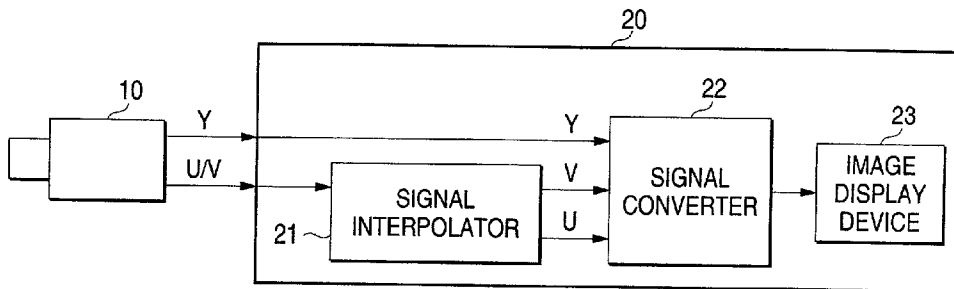 20
10
Y
U/V
Y
22
23
SIGNAL
INTERPOLATOR
21
V
U
SIGNAL
CONVERTER
IMAGE
DISPLAY
DEVICE